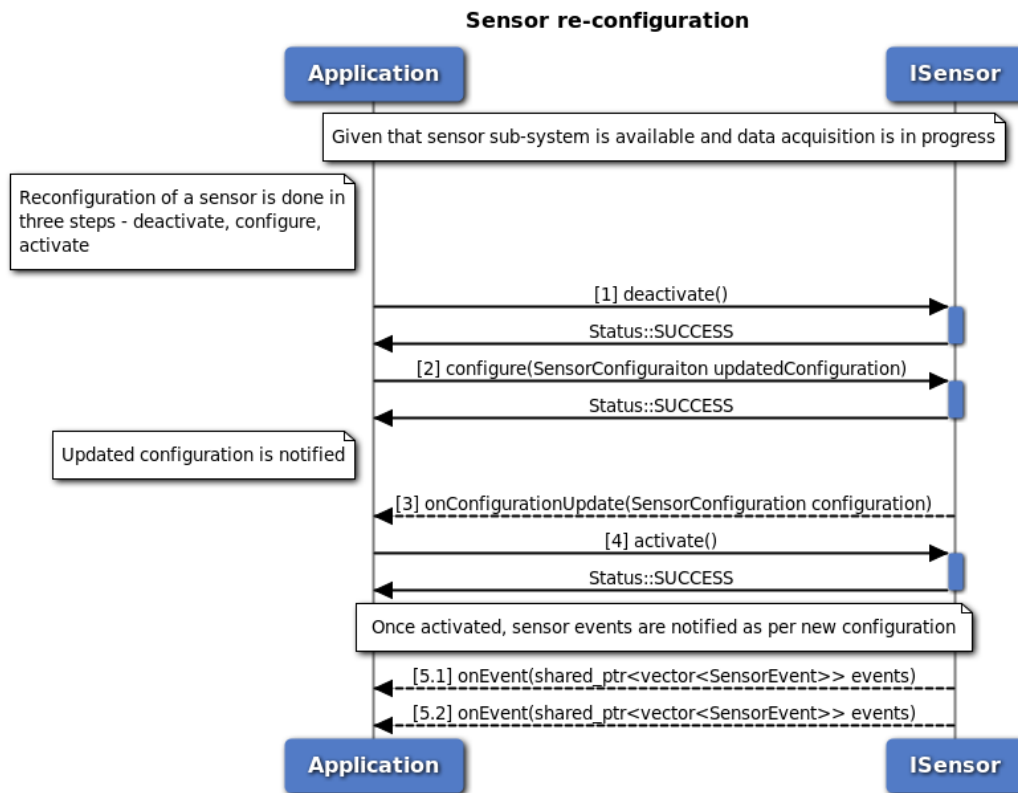 Sensor re-configuration
Application
ISensor
Given that sensor sub-system is available and data acquisition is in progress
Reconfiguration of a sensor is done in
three steps - deactivate, configure,
activate
[1] deactivate()
Status::SUCCESS
[2] configure(SensorConfiguraiton updatedConfiguration)
Status::SUCCESS
Updated configuration is notified
[3] onConfigurationUpdate(SensorConfiguration configuration)
[4] activate()
Status::SUCCESS
Once activated, sensor events are notified as per new configuration
[5.1] onEvent(shared_ptr<vector<SensorEvent>> events)
[5.2] onEvent(shared_ptr<vector<SensorEvent>> events)
Application
ISensor